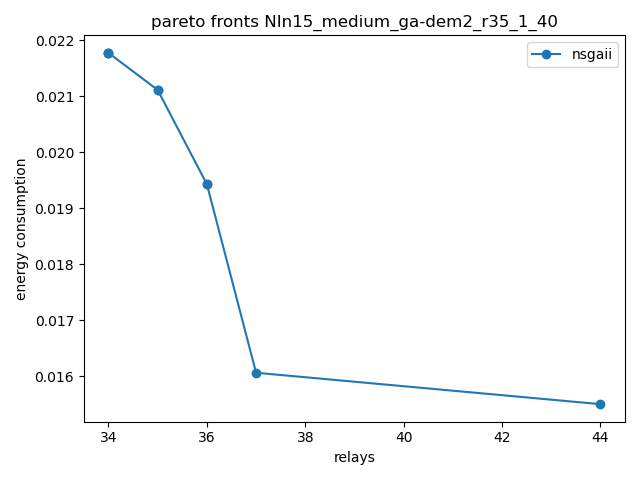 pareto fronts NIn15_medium_ga-dem2_r35_1_40
nsgaii
0.022
0.021
0.020
0.019
0.018
0.017
0.016
energy consumption
34 36 38 40 42 44
relays